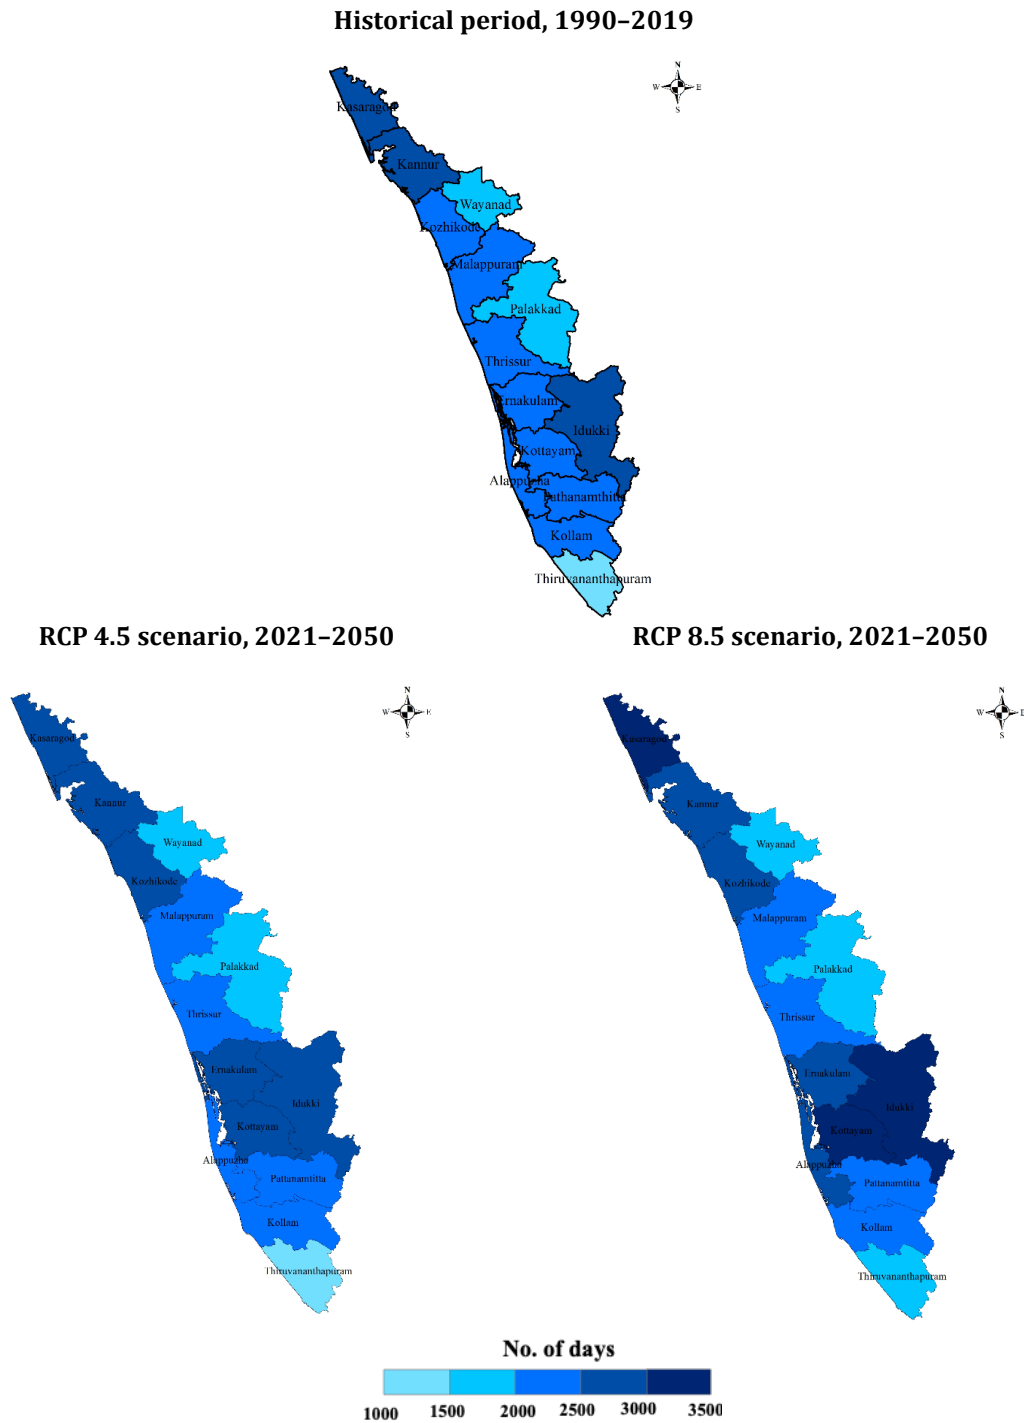 Historical period, 1990–2019
N
W E
S
Kasaragod
Kannur
Wayanad
Kozhikode
Malappuram
Palakkad
Thrissur
Ernakulam
Idukki
Kottayam
Alappuzha
Pathanamthitta
Kollam
Thiruvananthapuram
RCP 4.5 scenario, 2021–2050
N
W E
S
Kasaragod
Kannur
Wayanad
Kozhikode
Malappuram
Palakkad
Thrissur
Ernakulam
Idukki
Kottayam
Alappuzha
Pattanamtitta
Kollam
Thiruvananthapuram
RCP 8.5 scenario, 2021–2050
N
W E
S
Kasaragod
Kannur
Wayanad
Kozhikode
Malappuram
Palakkad
Thrissur
Ernakulam
Idukki
Kottayam
Alappuzha
Pattanamtitta
Kollam
Thiruvananthapuram
No. of days
1000 1500 2000 2500 3000 3500